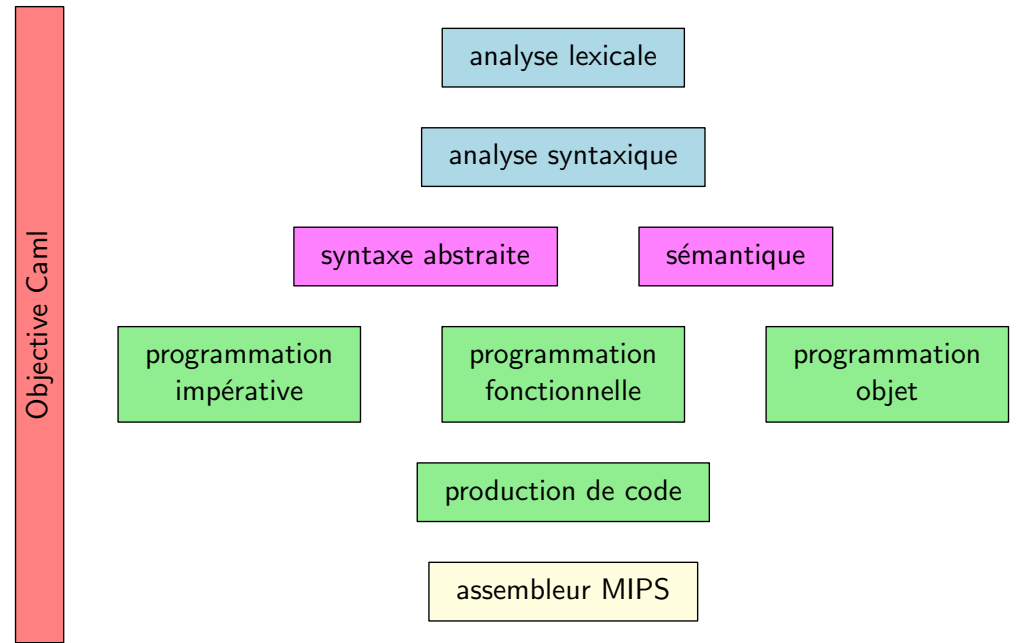 Objective Caml
analyse lexicale
analyse syntaxique
syntaxe abstraite
sémantique
programmation
impérative
programmation
fonctionnelle
programmation
objet
production de code
assembleur MIPS